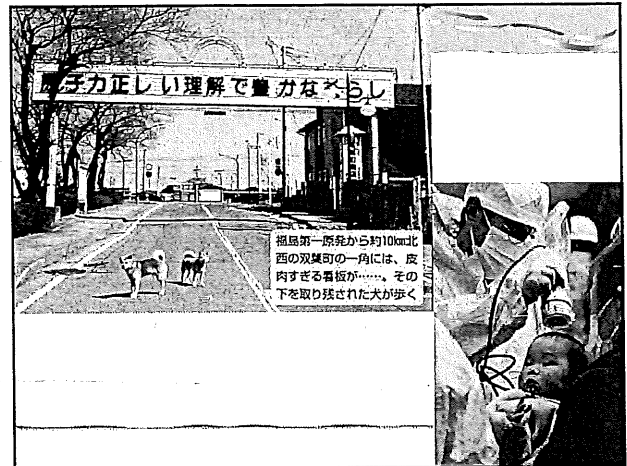 原子力正しい理解で豊かなくらし
福島第一原発から約10km北
西の双葉町の一角には、皮
肉すぎる看板が……。その
下を取り残された犬が歩く